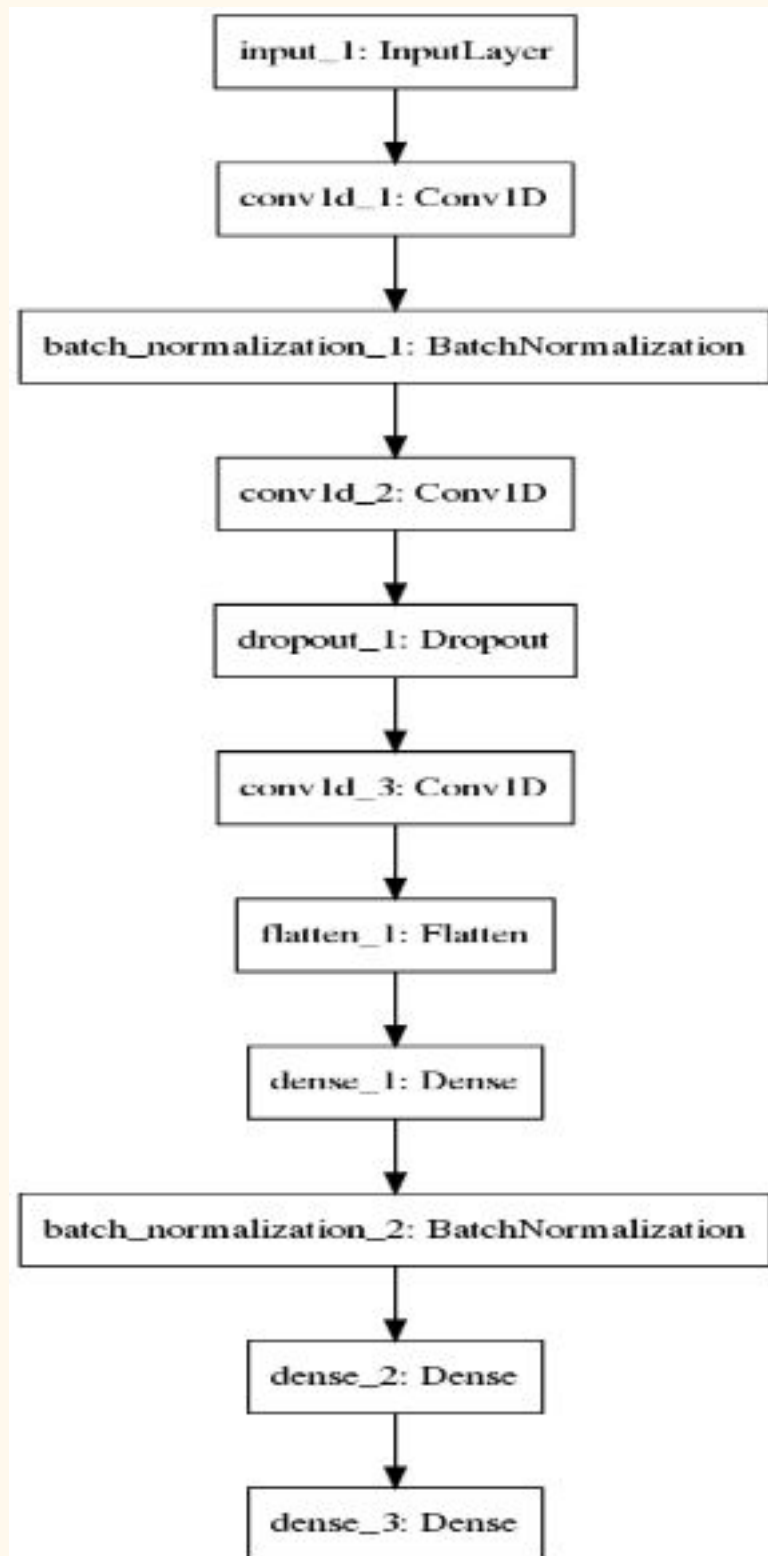 input_1: InputLayer
conv1d_1: Conv1D
batch_normalization_1: BatchNormalization
conv1d_2: Conv1D
dropout_1: Dropout
conv1d_3: Conv1D
flatten_1: Flatten
dense_1: Dense
batch_normalization_2: BatchNormalization
dense_2: Dense
dense_3: Dense